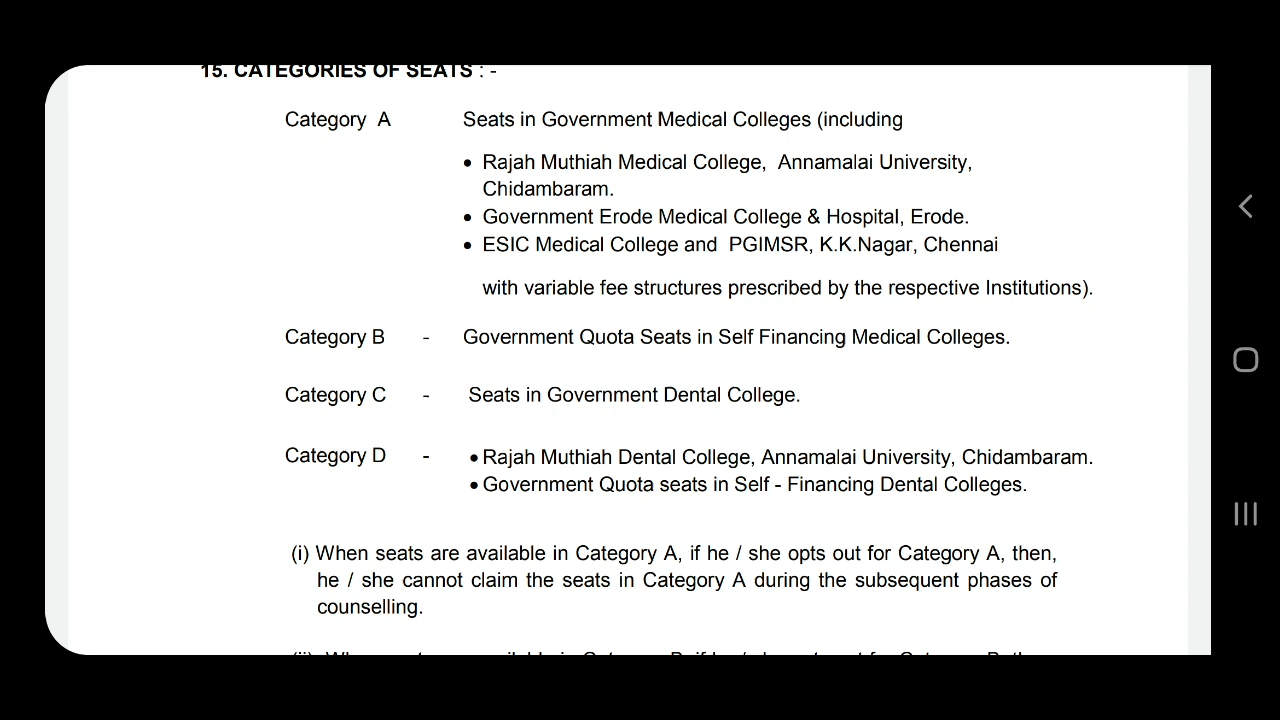 15. CATEGORIES OF SEATS : -
Category A Seats in Government Medical Colleges (including
• Rajah Muthiah Medical College, Annamalai University,
Chidambaram.
• Government Erode Medical College & Hospital, Erode.
• ESIC Medical College and PGIMSR, K.K.Nagar, Chennai
with variable fee structures prescribed by the respective Institutions).
Category B - Government Quota Seats in Self Financing Medical Colleges.
Category C - Seats in Government Dental College.
Category D - • Rajah Muthiah Dental College, Annamalai University, Chidambaram.
• Government Quota seats in Self - Financing Dental Colleges.
(i) When seats are available in Category A, if he / she opts out for Category A, then,
he / she cannot claim the seats in Category A during the subsequent phases of
counselling.